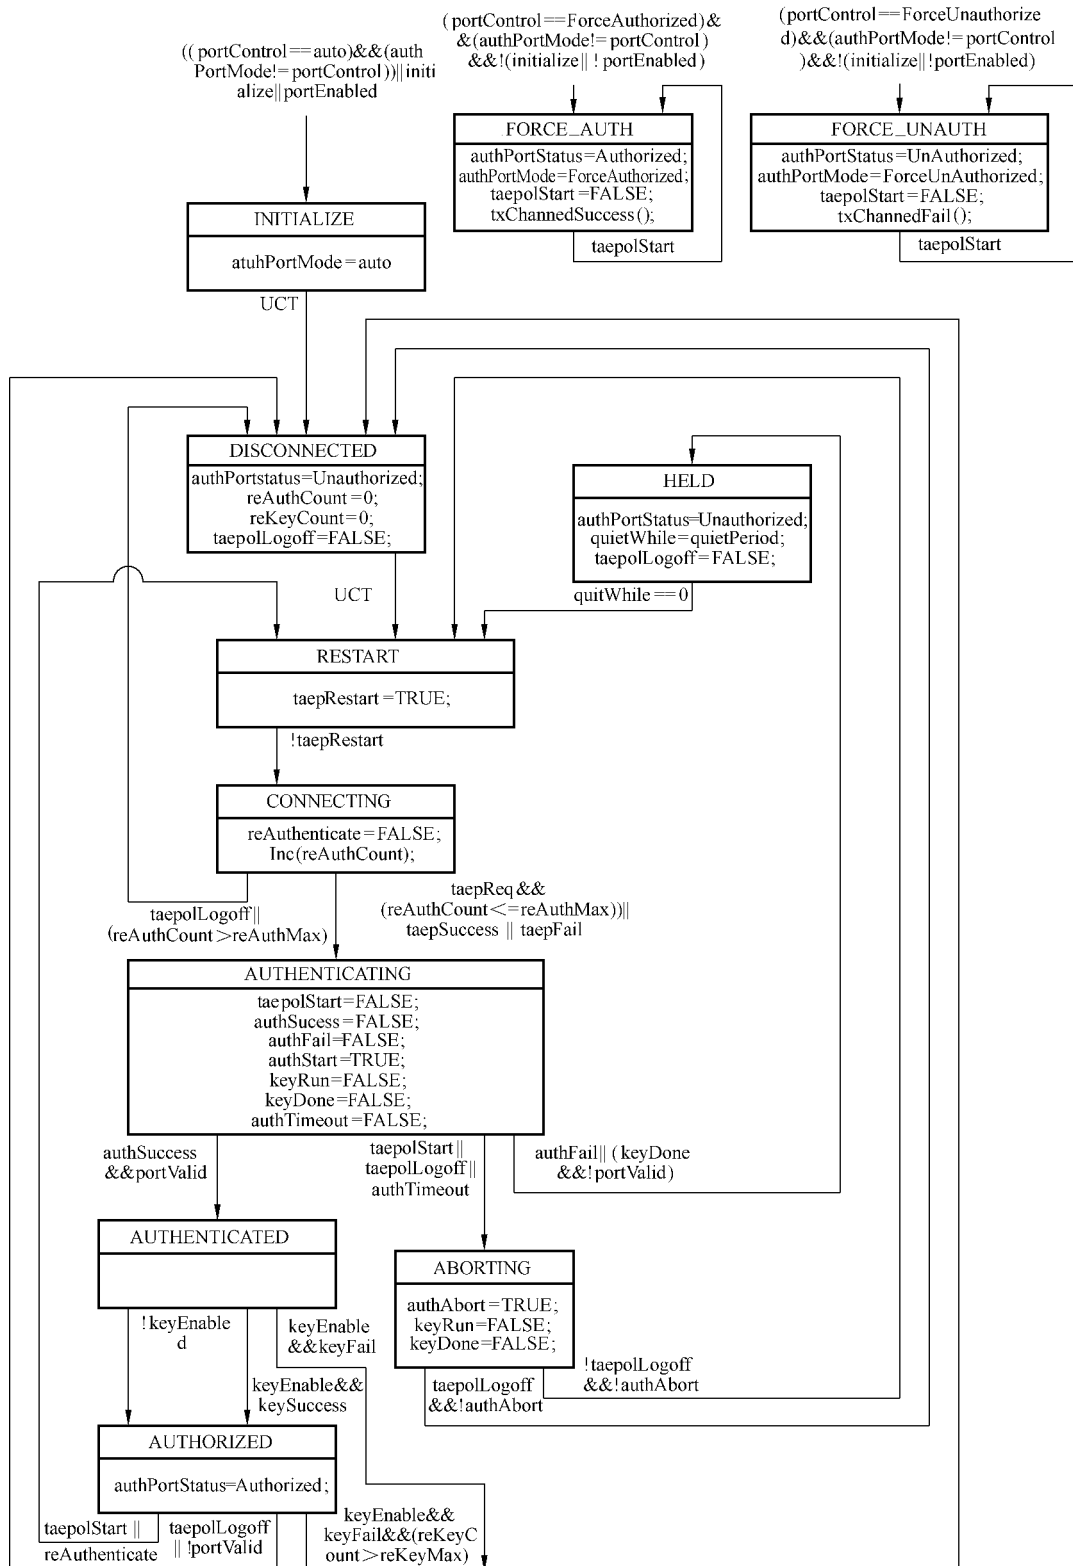 ((portControl==auto)&&(auth
PortMode!=portControl))||initi
alize||portEnabled
(portControl==ForceAuthorized)&
&(authPortMode!=portControl)
&&!(initialize||!portEnabled)
(portControl==ForceUnauthorize
d)&&(authPortMode!=portControl
)&&!(initialize||!portEnabled)
FORCE_AUTH
authPortStatus=Authorized;
authPortMode=ForceAuthorized;
taepolStart=FALSE;
txChannedSuccess();
taepolStart
FORCE_UNAUTH
authPortStatus=UnAuthorized;
authPortMode=ForceUnAuthorized;
taepolStart=FALSE;
txChannedFail();
taepolStart
INITIALIZE
atuhPortMode=auto
UCT
DISCONNECTED
authPortstatus=Unauthorized;
reAuthCount=0;
reKeyCount=0;
taepolLogoff=FALSE;
UCT
HELD
authPortStatus=Unauthorized;
quietWhile=quietPeriod;
taepolLogoff=FALSE;
quitWhile==0
RESTART
taepRestart=TRUE;
!taepRestart
CONNECTING
reAuthenticate=FALSE;
Inc(reAuthCount);
taepolLogoff||
(reAuthCount>reAuthMax)
taepReq&&
(reAuthCount<=reAuthMax))||
taepSuccess || taepFail
AUTHENTICATING
taepolStart=FALSE;
authSucess=FALSE;
authFail=FALSE;
authStart=TRUE;
keyRun=FALSE;
keyDone=FALSE;
authTimeout=FALSE;
authSuccess
&&portValid
taepolStart||
taepolLogoff||
authTimeout
authFail||(keyDone
&&!portValid)
AUTHENTICATED
!keyEnable
d
keyEnable
&&keyFail
keyEnable&&
keySuccess
ABORTING
authAbort=TRUE;
keyRun=FALSE;
keyDone=FALSE;
taepolLogoff
&&!authAbort
!taepolLogoff
&&!authAbort
AUTHORIZED
authPortStatus=Authorized;
taepolStart ||
reAuthenticate
taepolLogoff
|| !portValid
keyEnable&&
keyFail&&(reKeyC
ount>reKeyMax)